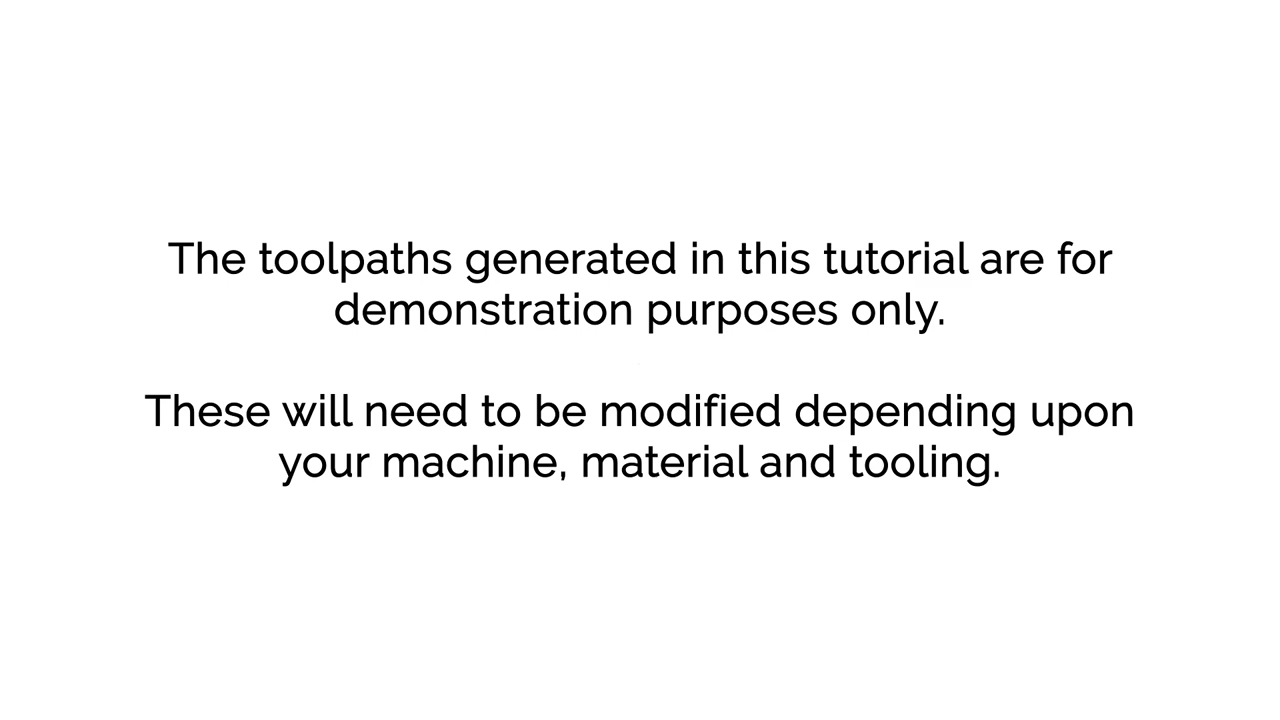 The toolpaths generated in this tutorial are for
demonstration purposes only.
These will need to be modified depending upon
your machine, material and tooling.